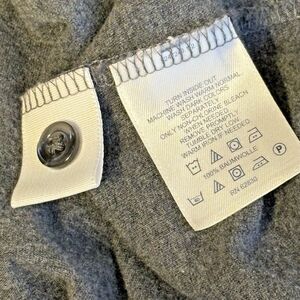 TURN INSIDE OUT
MACHINE WASH WARM NORMAL
WASH DARK COLORS
SEPARATELY
ONLY NON-CHLORINE BLEACH
WHEN NEEDED
REMOVE PROMPTLY
TUMBLE DRY LOW
WARM IRON IF NEEDED.
100% BAUMWOLLE
RN 62830